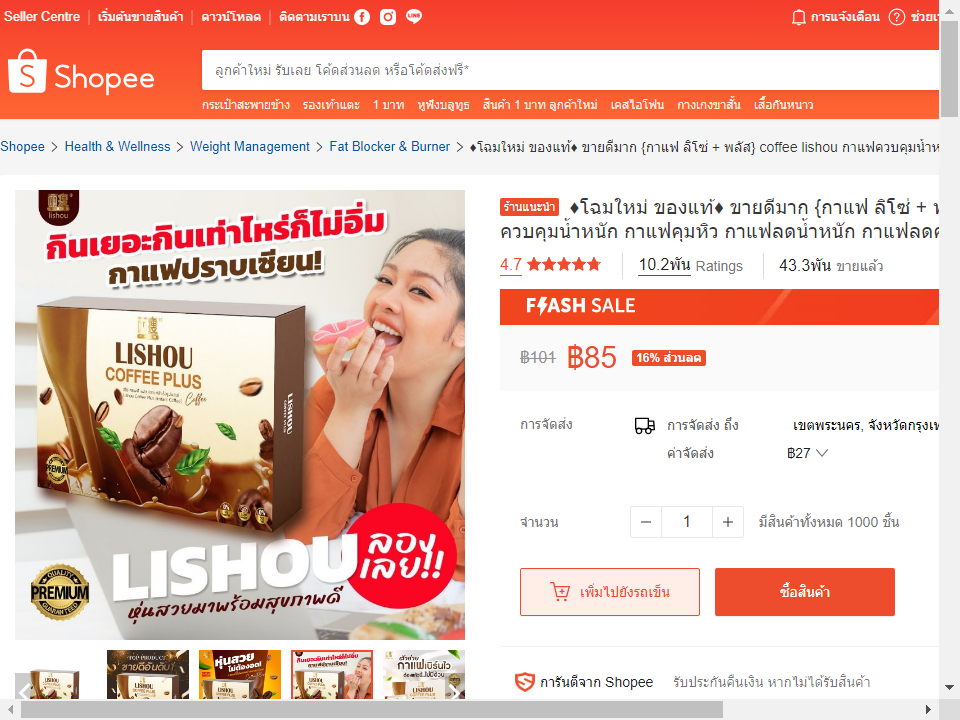 Seller Centre เริ่มต้นขายสินค้า ดาวน์โหลด ติดตามเราบน LINE การแจ้งเตือน
Shopee
ลูกค้าใหม่ รับเลย โค้ดส่วนลด หรือโค้ดส่งฟรี*
กระเป๋าสะพายข้าง รองเท้าแตะ 1 บาท หูฟังบลูทูธ สินค้า 1 บาท ลูกค้าใหม่ เคสไอโฟน กางเกงขาสั้น เสื้อกันหนาว
Shopee > Health & Wellness > Weight Management > Fat Blocker & Burner > ♦โฉมใหม่ ของแท้♦ ขายดีมาก {กาแฟ ลิโซ่ + พลัส} coffee lishou
lishou
กินเยอะกินเท่าไหร่ก็ไม่อิ่ม
กาแฟปราบเซียน!
LISHOU
COFFEE PLUS
Coffee
LISHOU
COFFEE PLUS
PREMIUM
LISHOU
ลอง
เลย!!
QUALITY
PREMIUM
GUARANTEED
หุ่นสวยมาพร้อมสุขภาพดี
TOP PRODUCT
ขายดีอันดับ 1
หุ่นสวย
ไม่ต้องอด!
กินเยอะกินเท่าไหร่ก็ไม่อิ่ม
กาแฟปราบเซียน!
ร้านแนะนำ ♦โฉมใหม่ ของแท้♦ ขายดีมาก {กาแฟ ลิโซ่ +
ควบคุมน้ำหนัก กาแฟคุมหิว กาแฟลดน้ำหนัก
4.7 10.2พัน Ratings 43.3พัน ขายแล้ว
FLASH SALE
฿101 ฿85 16% ส่วนลด
การจัดส่ง การจัดส่ง ถึง เขตพระนคร,
ค่าจัดส่ง ฿27
จำนวน − 1 + มีสินค้าทั้งหมด 1000 ชิ้น
เพิ่มไปยังรถเข็น ซื้อสินค้า
การันตีจาก Shopee รับประกันคืนเงิน หากไม่ได้รับสินค้า